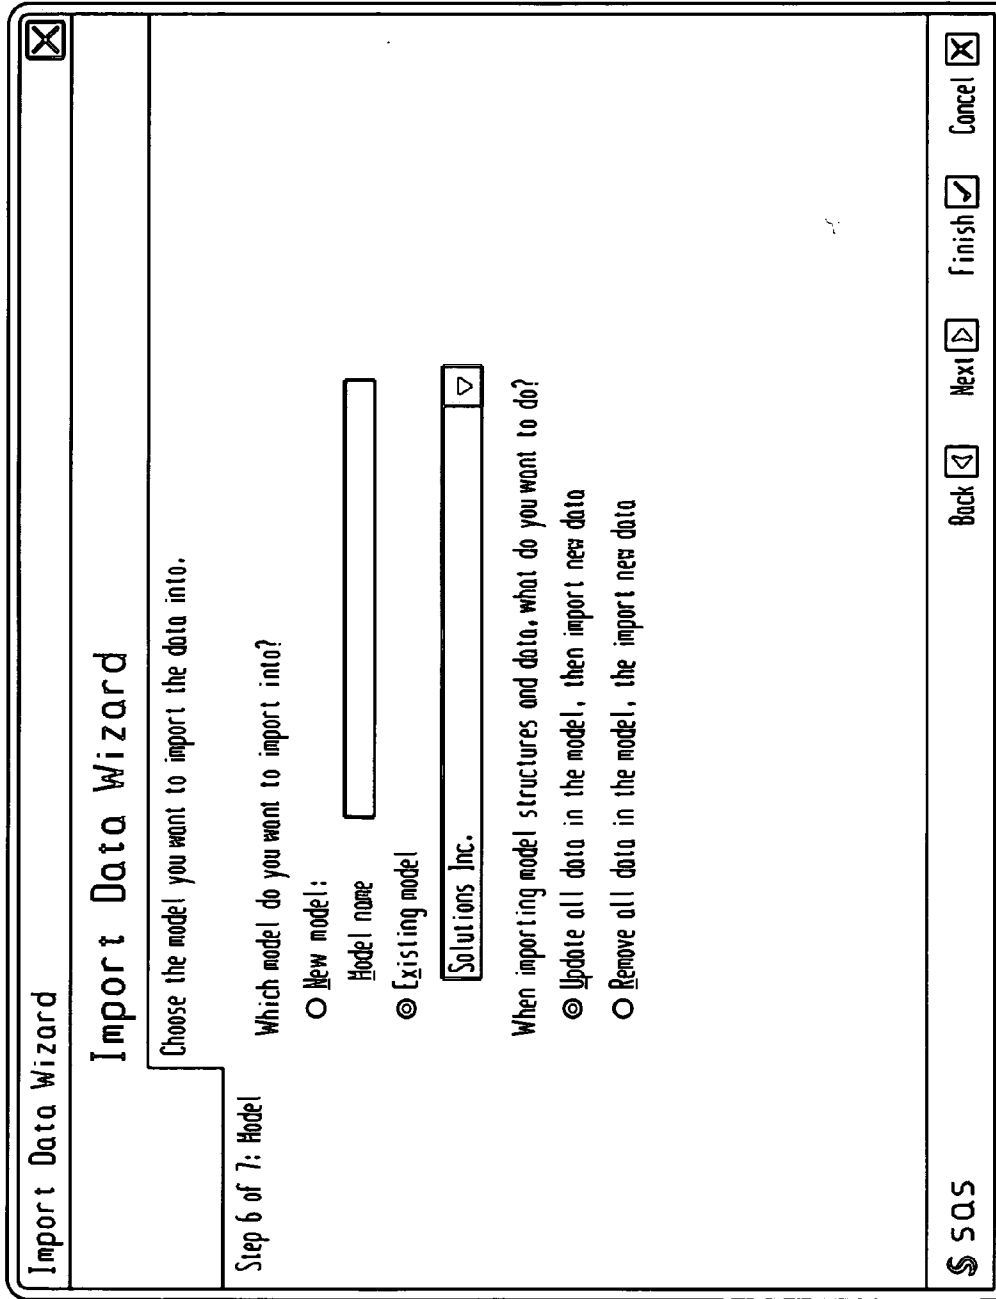 Import Data Wizard
Import Data Wizard
Choose the model you want to import the data into.
Step 6 of 7: Model
Which model do you want to import into?
New model:
Model name
Existing model
Solutions Inc.
When importing model structures and data, what do you want to do?
Update all data in the model, then import new data
Remove all data in the model, the import new data
sas
Back Next Finish Cancel